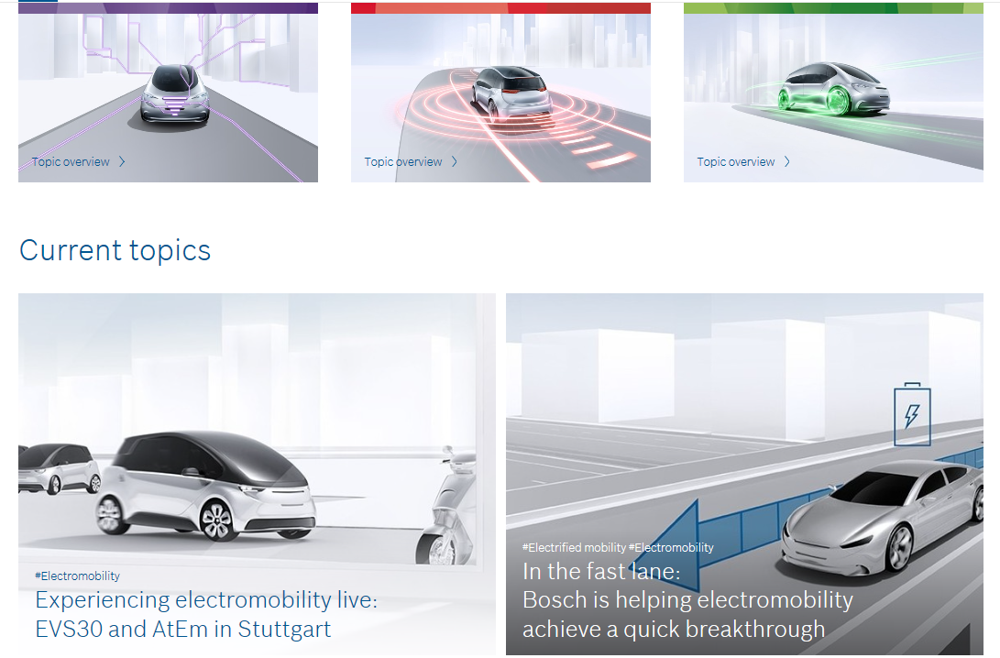 Topic overview
Topic overview
Topic overview
Current topics
#Electromobility
Experiencing electromobility live:
EVS30 and AtEm in Stuttgart
#Electrified mobility #Electromobility
In the fast lane:
Bosch is helping electromobility
achieve a quick breakthrough